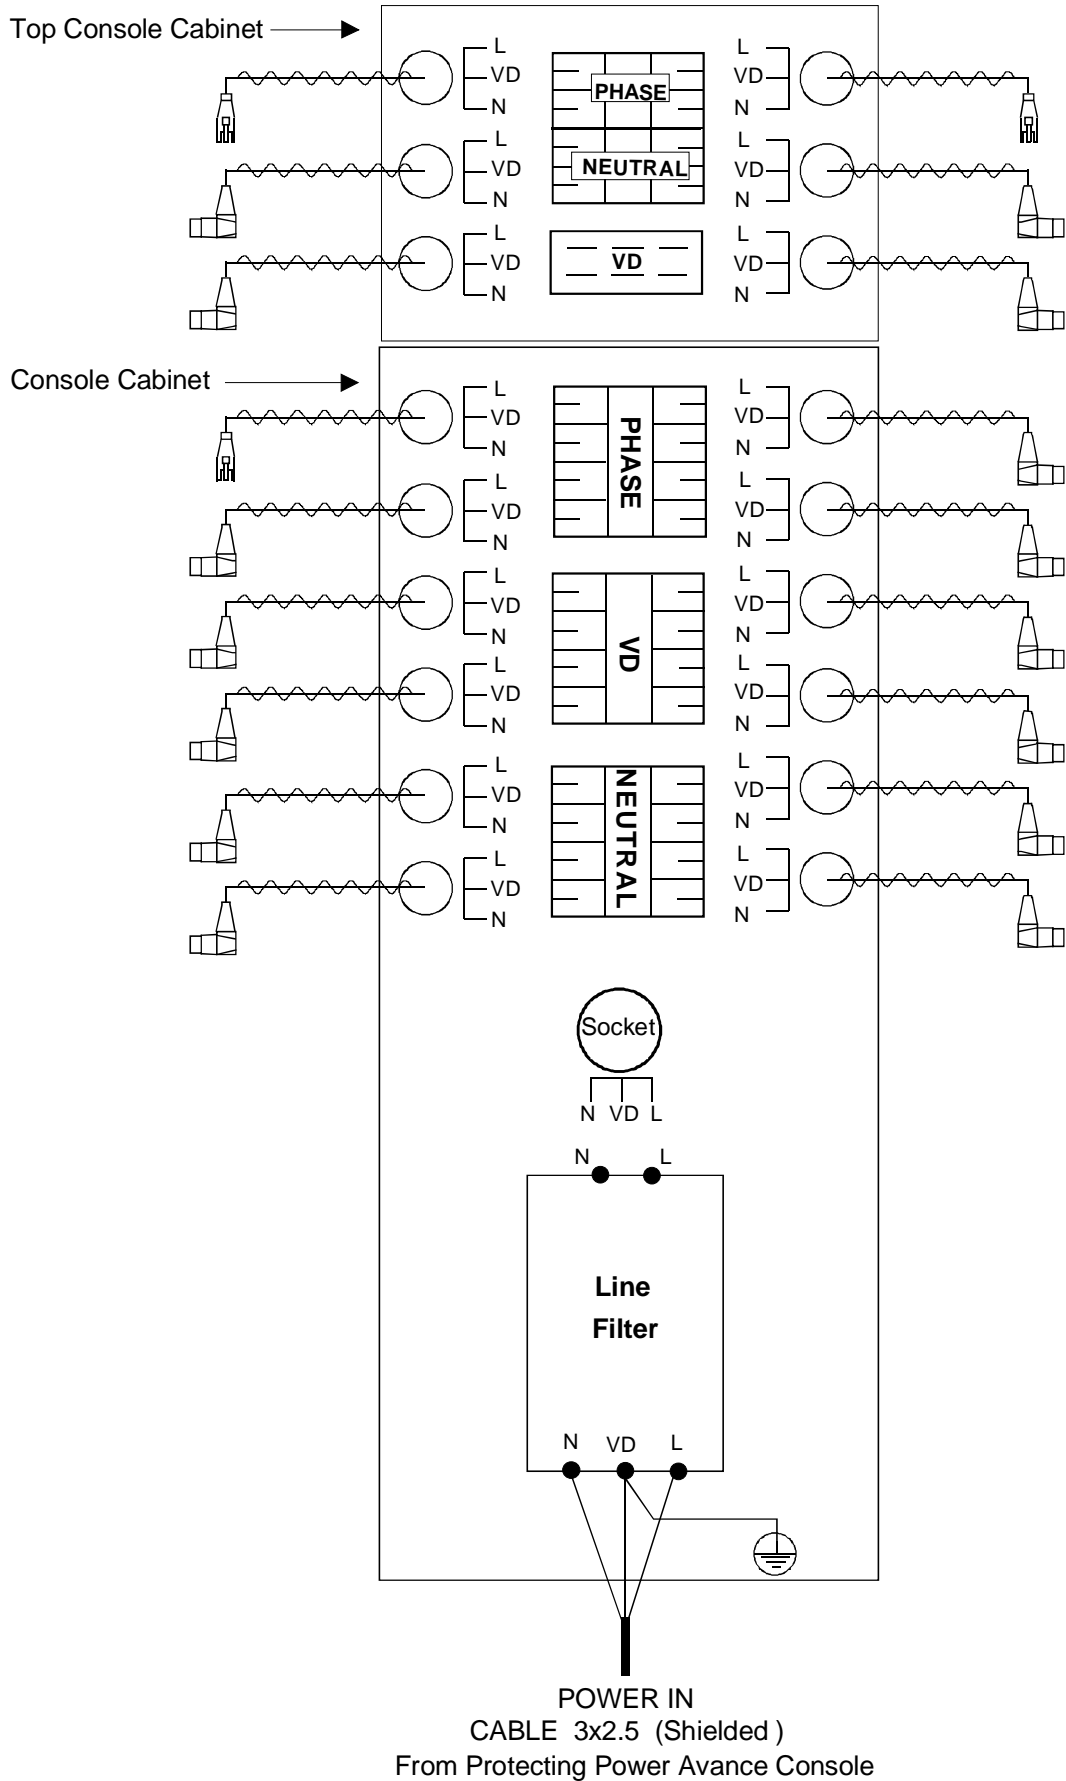 Top Console Cabinet
L
VD
N
PHASE
L
VD
N
L
VD
N
NEUTRAL
L
VD
N
L
VD
N
VD
L
VD
N
Console Cabinet
L
VD
N
PHASE
L
VD
N
L
VD
N
L
VD
N
L
VD
N
VD
L
VD
N
L
VD
N
L
VD
N
L
VD
N
NEUTRAL
L
VD
N
L
VD
N
L
VD
N
Socket
N VD L
N L
Line
Filter
N VD L
POWER IN
CABLE 3x2.5 (Shielded )
From Protecting Power Avance Console